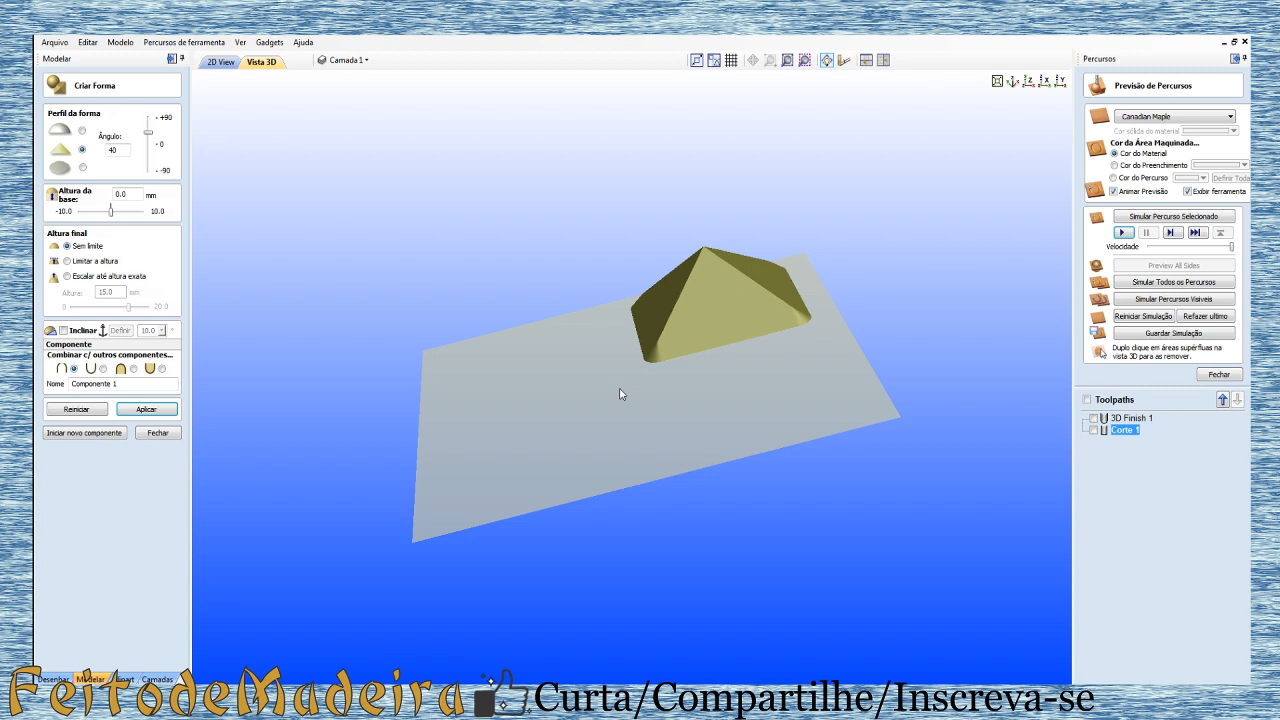 Arquivo Editar Modelo Percursos de ferramenta Ver Gadgets Ajuda
Modelar
2D View Vista 3D Camada 1
Percursos
Criar Forma
Perfil da forma
Ângulo:
40
+90
- 0
-90
Altura da base: 0.0 mm
-10.0 10.0
Altura final
Sem limite
Limitar a altura
Escalar até altura exata
Altura: 15.0 mm
0 20.0
Inclinar Definir 10.0 °
Componente
Combinar c/ outros componentes...
Nome Componente 1
Reiniciar Aplicar
Iniciar novo componente Fechar
Desenhar Modelar Camadas
Z X Y
Previsão de Percursos
Canadian Maple
Cor sólida do material
Cor da Área Maquinada...
Cor do Material
Cor do Preenchimento
Cor do Percurso Definir Toda
Animar Previsão Exibir ferramenta
Simular Percurso Selecionado
Velocidade
Preview All Sides
Simular Todos os Percursos
Simular Percursos Visíveis
Reiniciar Simulação Refazer ultimo
Guardar Simulação
Duplo clique em áreas supérfluas na
vista 3D para as remover.
Fechar
Toolpaths
3D Finish 1
Corte 1
FeitodeMadeira Curta/Compartilhe/Inscreva-se